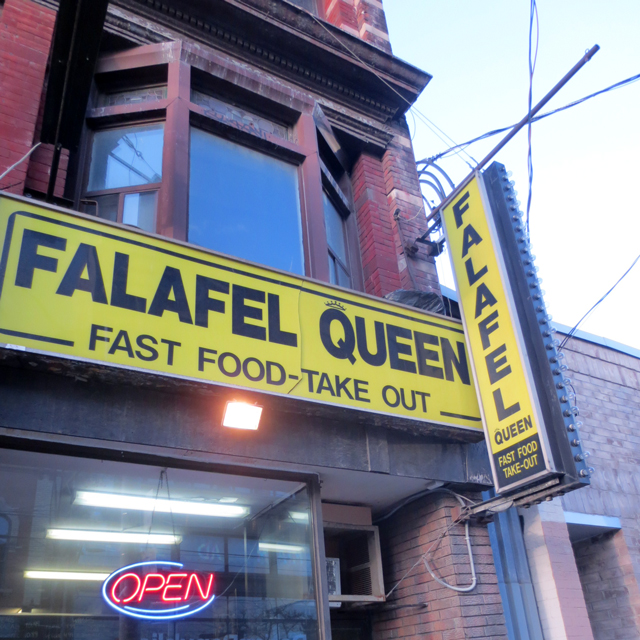 FALAFEL QUEEN
FAST FOOD-TAKE OUT
FALAFEL
QUEEN
FAST FOOD
TAKE-OUT
OPEN